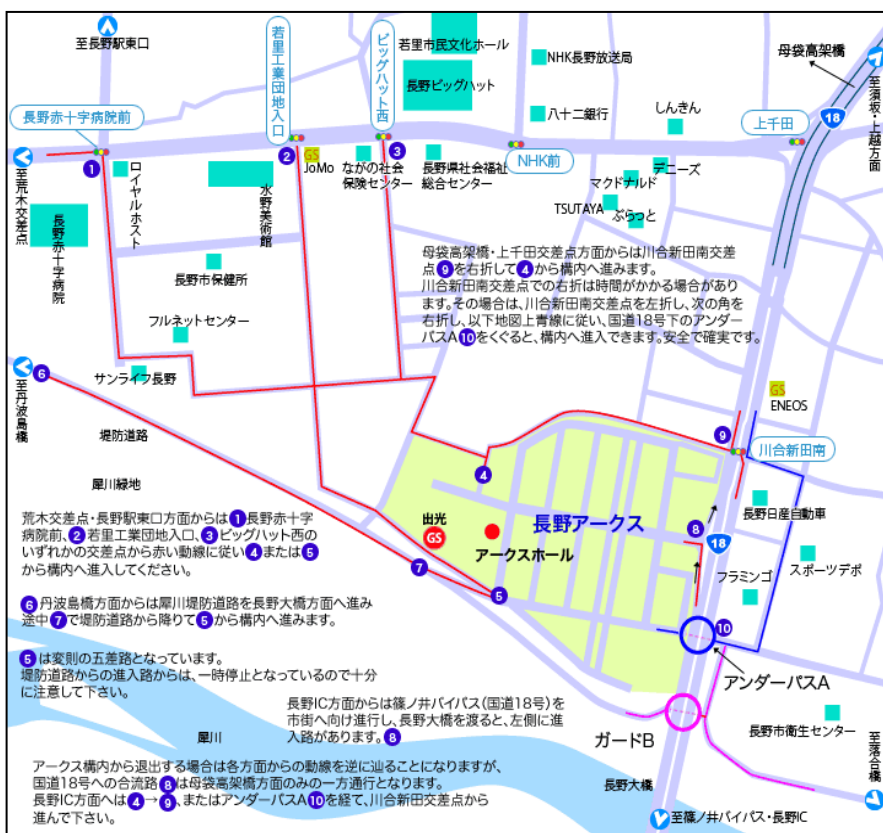 至長野駅東口
若里工業団地入口
ビッグハット西
若里市民文化ホール
長野ビッグハット
NHK長野放送局
八十二銀行
しんきん
母袋高架橋
至須坂・上越方面
18
上千田
長野赤十字病院前
至荒木交差点
1
2
GS
JoMo
ながの社会
保険センター
3
長野県社会福祉
総合センター
NHK前
デニーズ
マクドナルド
TSUTAYA
ぷらっと
ロイヤルホスト
水野美術館
長野赤十字病院
長野市保健所
フルネットセンター
サンライフ長野
母袋高架橋・上千田交差点方面からは川合新田南交差
点9を右折して4から構内へ進みます。
川合新田南交差点での右折は時間がかかる場合があり
ます。その場合は、川合新田南交差点を左折し、次の角を
右折し、以下地図上青線に従い、国道18号下のアンダー
パスA10をくぐると、構内へ進入できます。安全で確実です。
6
至丹波島橋
堤防道路
犀川緑地
GS
ENEOS
9
川合新田南
4
長野日産自動車
長野アークス
出光
GS
アークスホール
8
18
フラミンゴ
スポーツデポ
荒木交差点・長野駅東口方面からは1長野赤十字
病院前、2若里工業団地入口、3ビッグハット西の
いずれかの交差点から赤い動線に従い4または5
から構内へ進入してください。
7
5
10
6丹波島橋方面からは犀川堤防道路を長野大橋方面へ進み
途中7で堤防道路から降りて5から構内へ進みます。
5は変則の五差路となっています。
堤防道路からの進入路からは、一時停止となっているので十分
に注意して下さい。
アンダーパスA
長野IC方面からは篠ノ井バイパス(国道18号)を
市街へ向け進行し、長野大橋を渡ると、左側に進
入路があります。8
ガードB
長野市衛生センター
犀川
至落合橋
長野大橋
アークス構内から退出する場合は各方面からの動線を逆に辿ることになりますが、
国道18号への合流路8は母袋高架橋方面のみの一方通行となります。
長野IC方面へは4→9、またはアンダーパスA10を経て、川合新田交差点から
進んで下さい。
至篠ノ井バイパス・長野IC